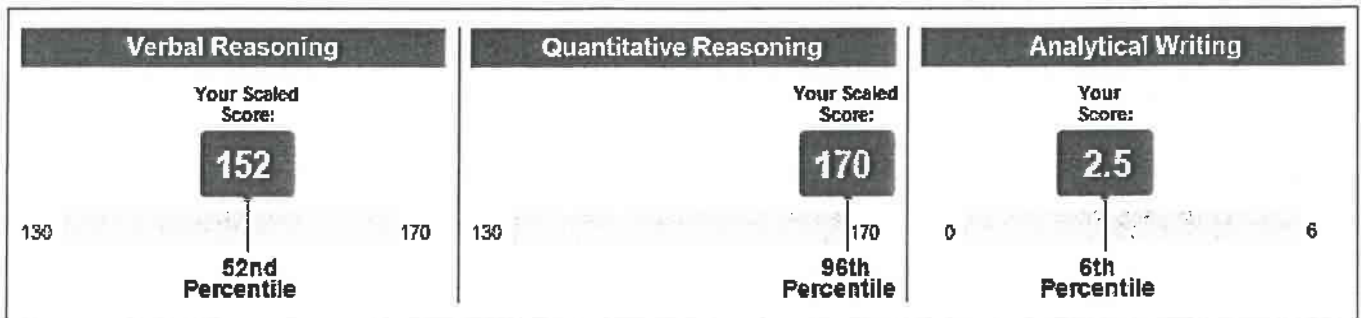 Verbal Reasoning
Your Scaled
Score:
152
130
170
52nd
Percentile
Quantitative Reasoning
Your Scaled
Score:
170
130
170
96th
Percentile
Analytical Writing
Your
Score:
2.5
0
6
6th
Percentile